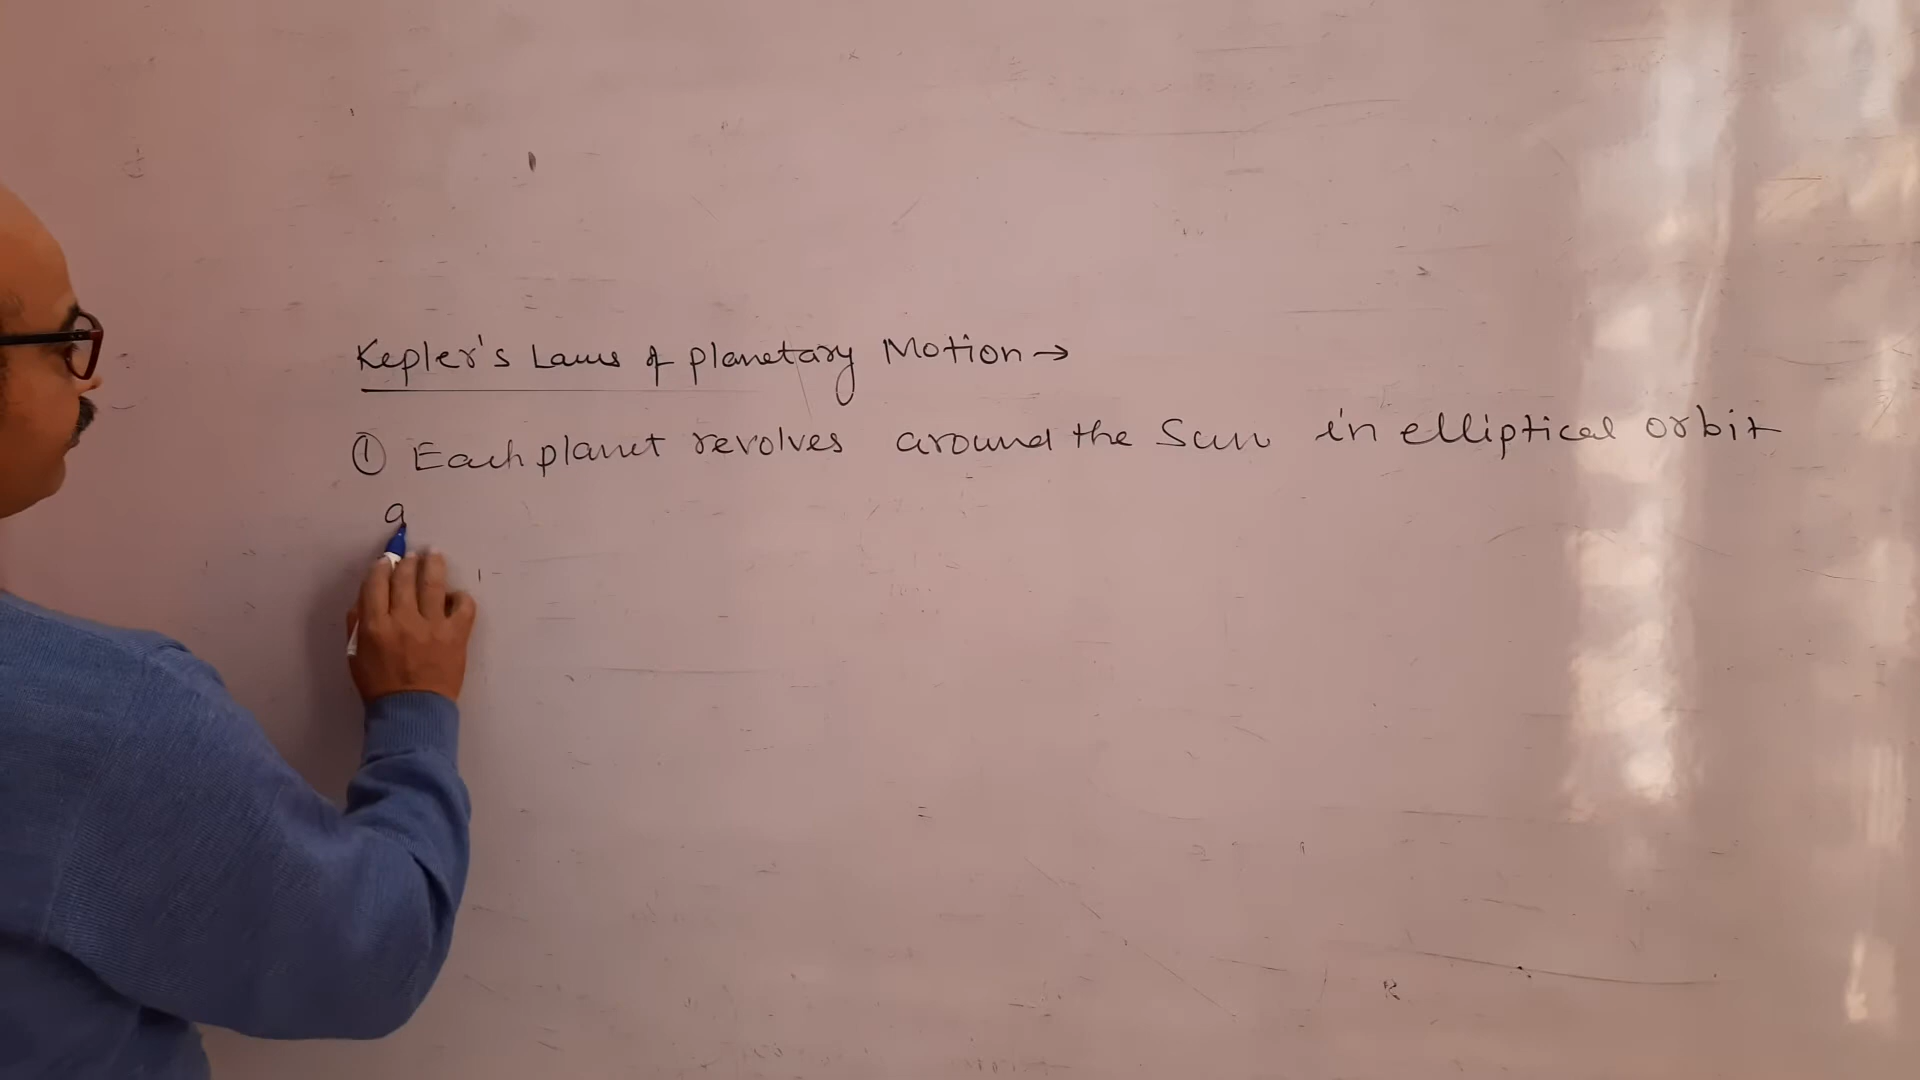 Kepler's Laws of planetary Motion →
① Each planet revolves around the Sun in elliptical orbit
a